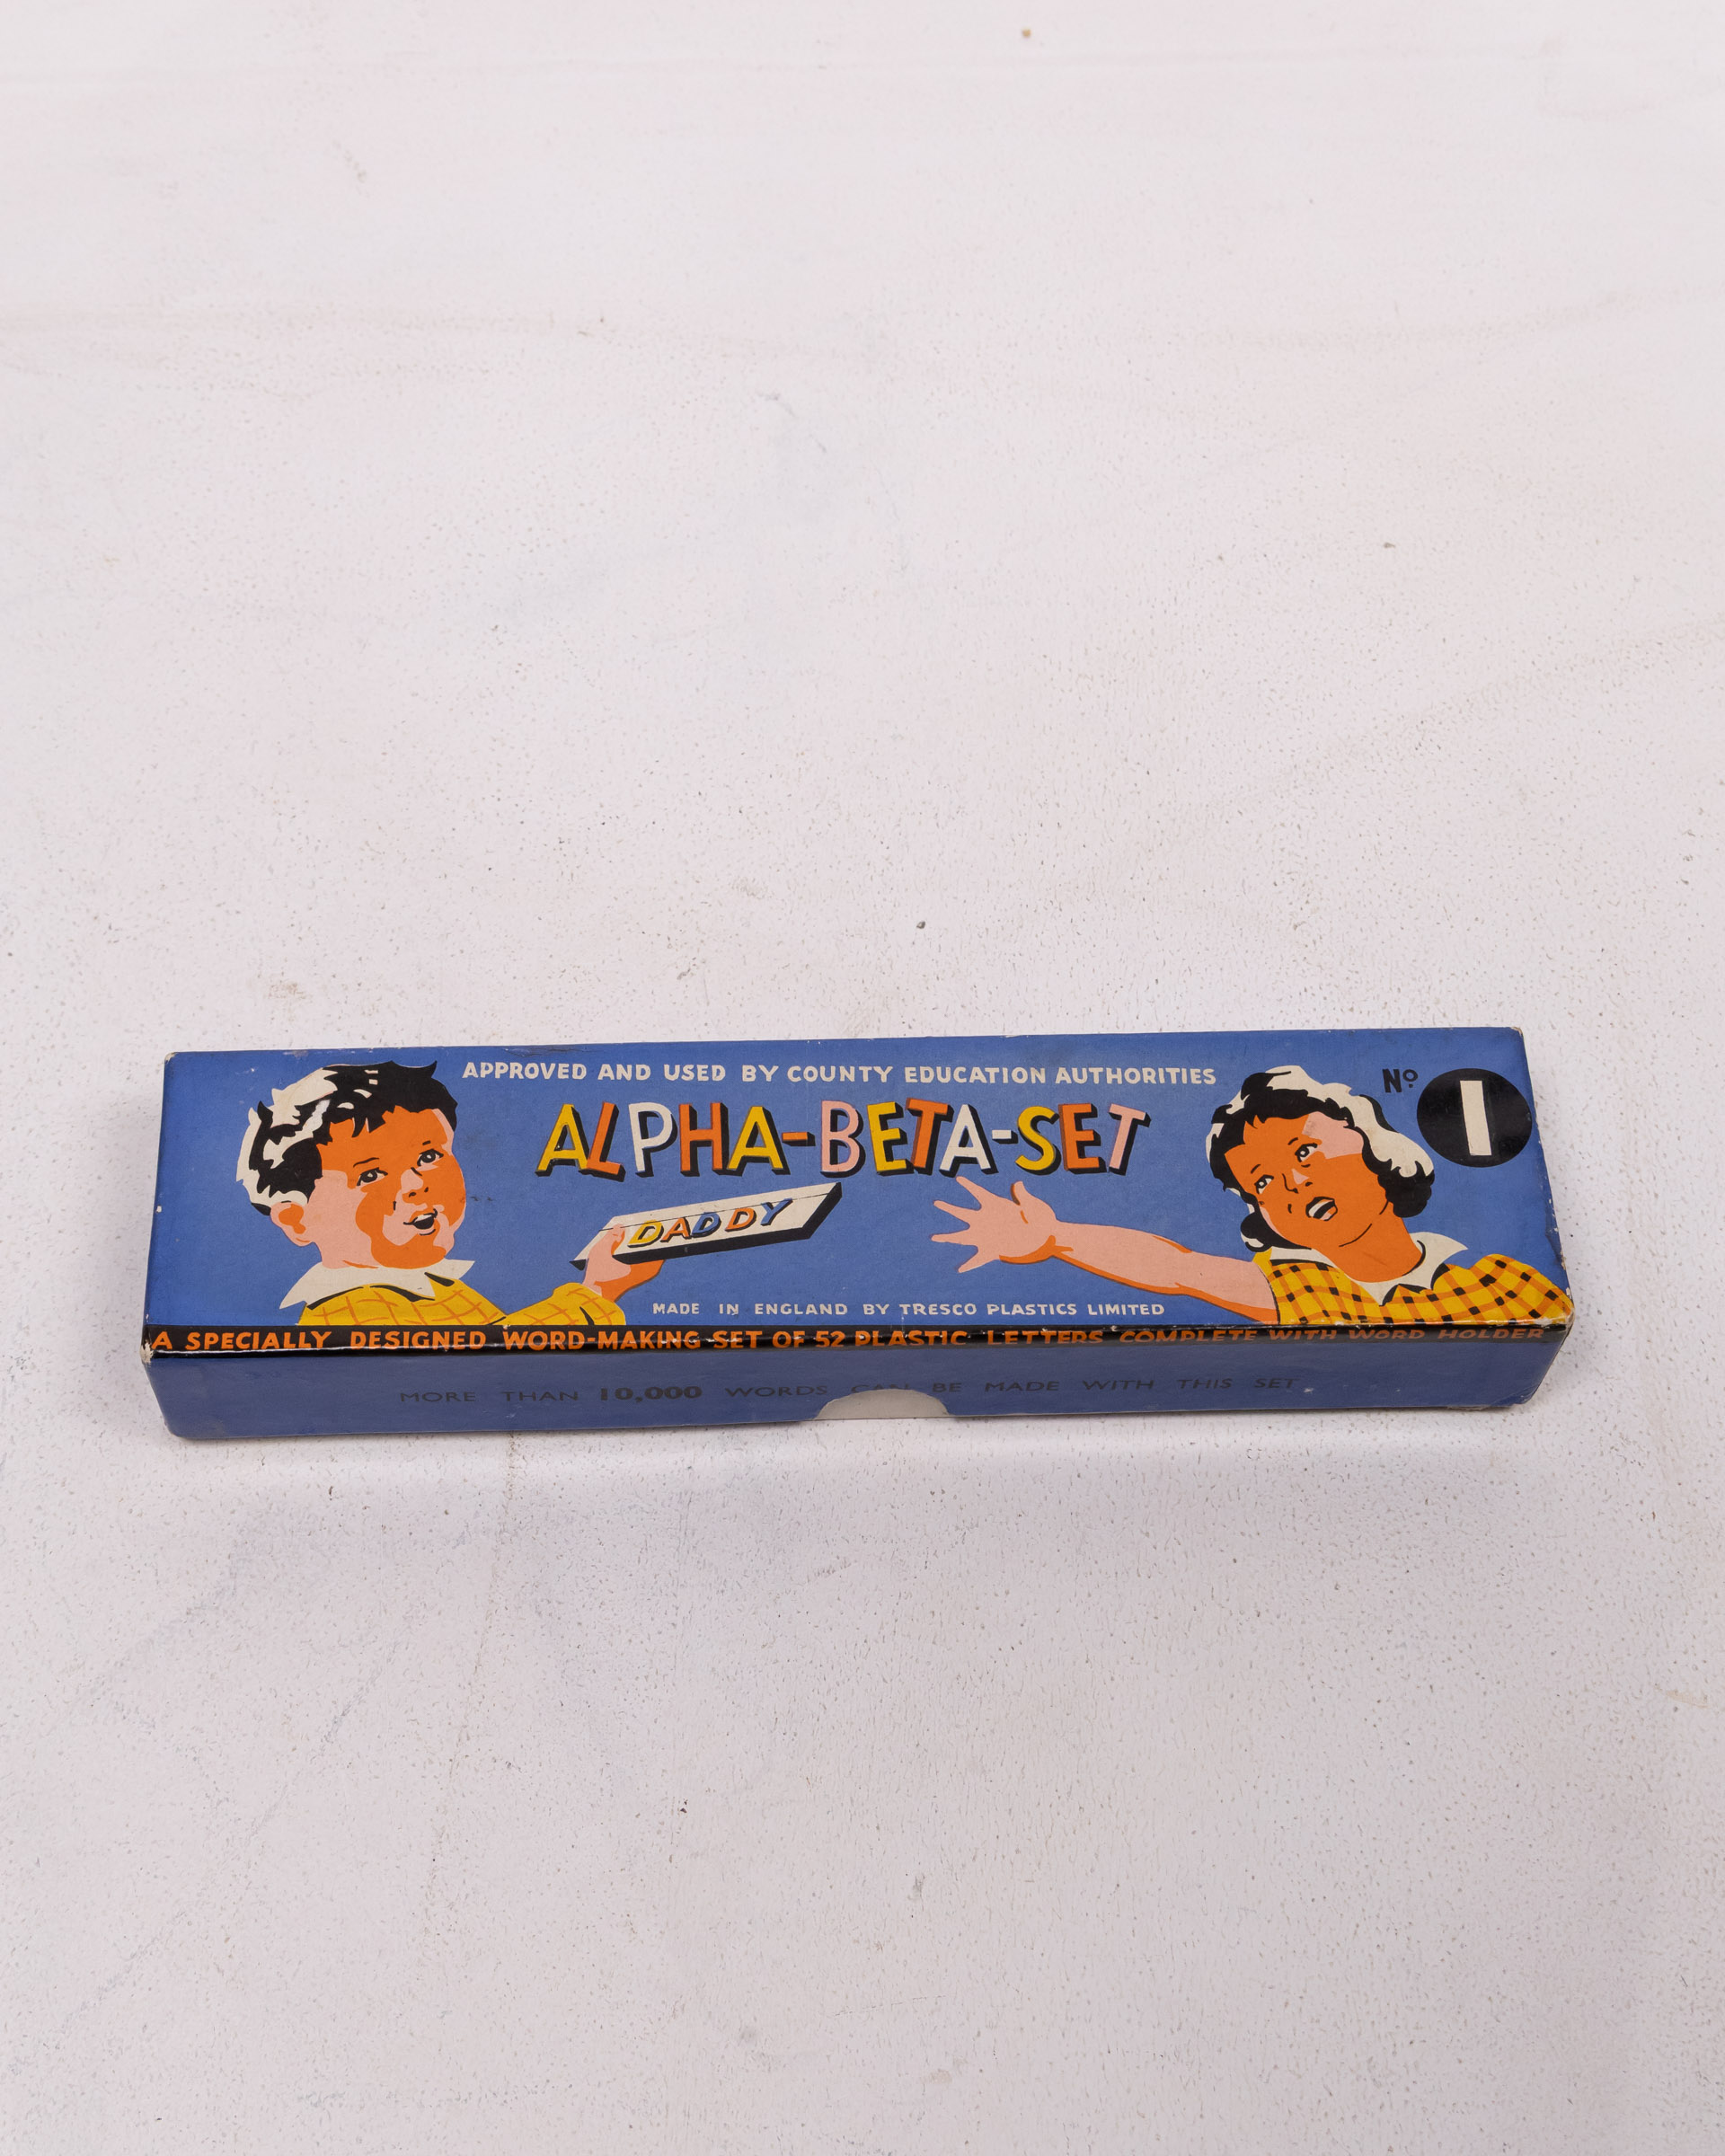 APPROVED AND USED BY COUNTY EDUCATION AUTHORITIES
Nº 1
ALPHA-BETA-SET
DADDY
MADE IN ENGLAND BY TRESCO PLASTICS LIMITED
A SPECIALLY DESIGNED WORD-MAKING SET OF 52 PLASTIC LETTERS COMPLETE WITH WORD HOLDER
MORE THAN 10,000 WORDS CAN BE MADE WITH THIS SET